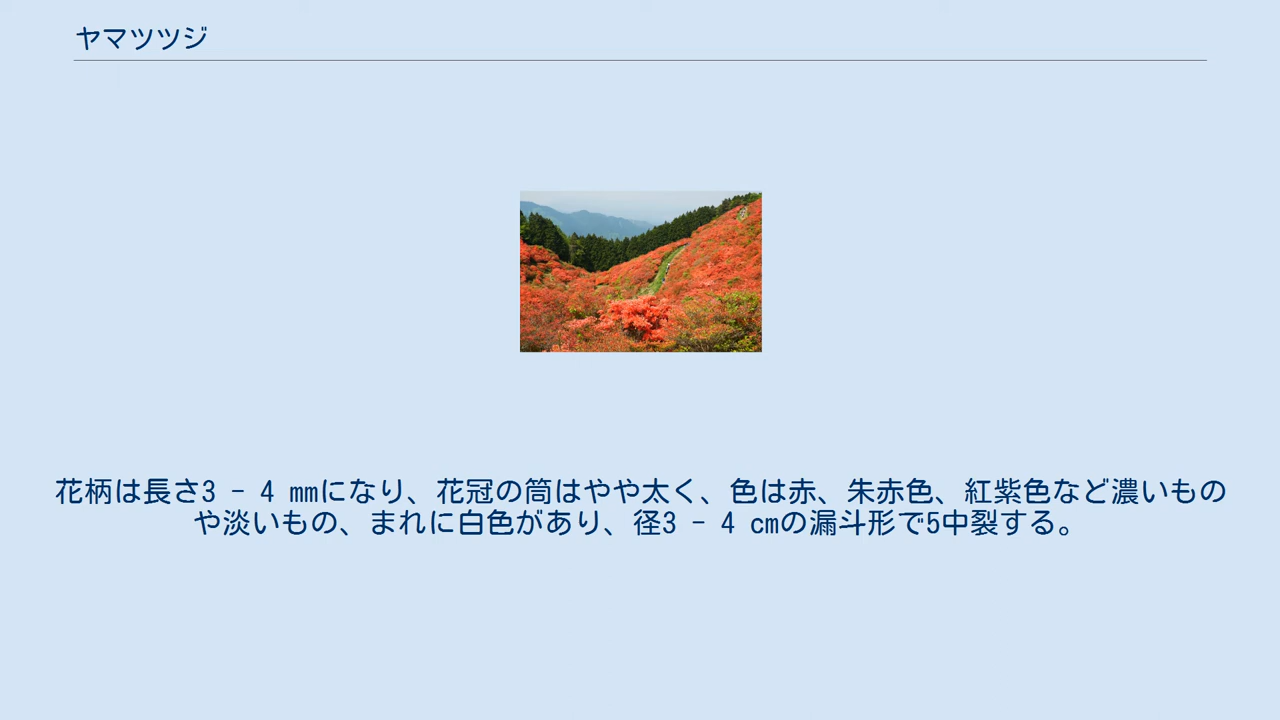 ヤマツツジ
花柄は長さ3 - 4 mmになり、花冠の筒はやや太く、色は赤、朱赤色、紅紫色など濃いもの
や淡いもの、まれに白色があり、径3 - 4 cmの漏斗形で5中裂する。